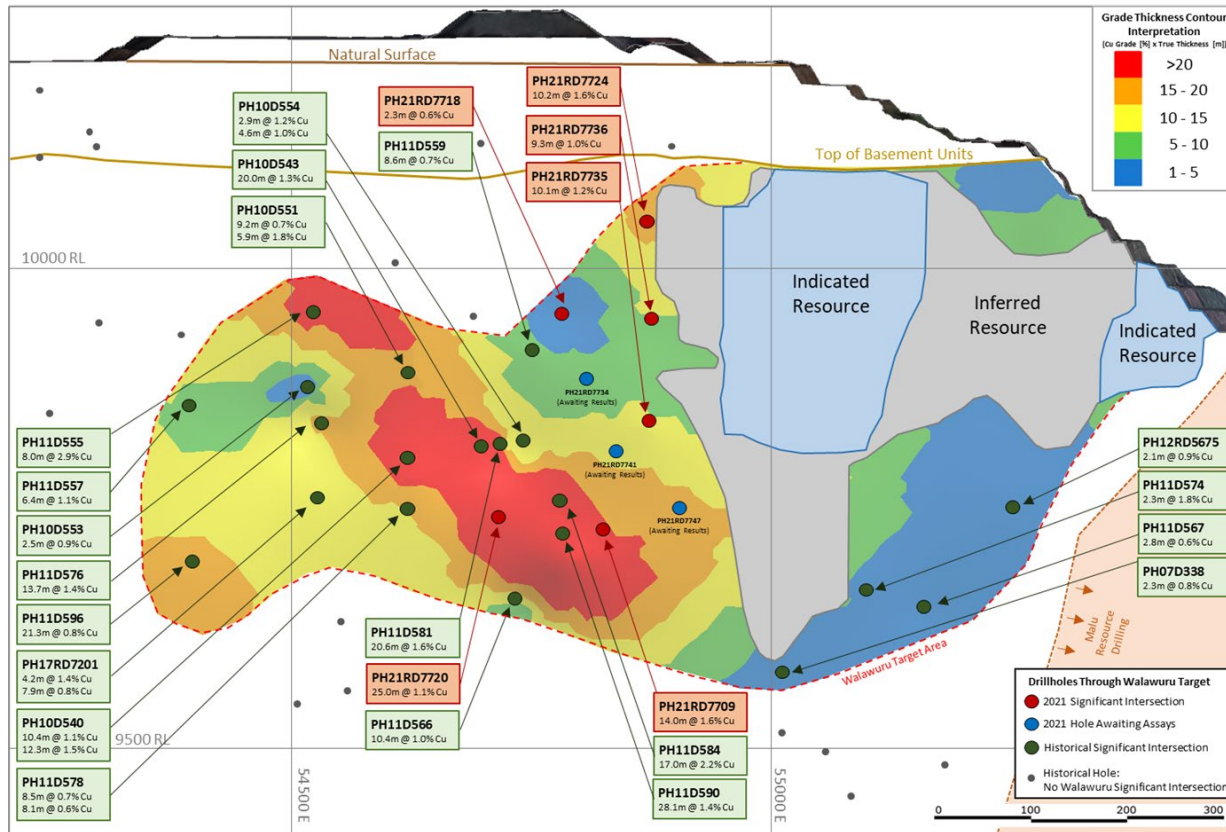 Grade Thickness Contour
Interpretation
[Cu Grade [%] x True Thickness [m]]
>20
15 - 20
10 - 15
5 - 10
1 - 5
Natural Surface
Top of Basement Units
PH10D554
2.9m @ 1.2% Cu
4.6m @ 1.0% Cu
PH10D543
20.0m @ 1.3% Cu
PH10D551
9.2m @ 0.7% Cu
5.9m @ 1.8% Cu
PH21RD7718
2.3m @ 0.6% Cu
PH11D559
8.6m @ 0.7% Cu
PH21RD7724
10.2m @ 1.6% Cu
PH21RD7736
9.3m @ 1.0% Cu
PH21RD7735
10.1m @ 1.2% Cu
10000 RL
Indicated
Resource
Inferred
Resource
Indicated
Resource
PH21RD7734
(Awaiting Results)
PH21RD7741
(Awaiting Results)
PH21RD7747
(Awaiting Results)
PH11D555
8.0m @ 2.9% Cu
PH11D557
6.4m @ 1.1% Cu
PH10D553
2.5m @ 0.9% Cu
PH11D576
13.7m @ 1.4% Cu
PH11D596
21.3m @ 0.8% Cu
PH17RD7201
4.2m @ 1.4% Cu
7.9m @ 0.8% Cu
PH10D540
10.4m @ 1.1% Cu
12.3m @ 1.5% Cu
PH11D578
8.5m @ 0.7% Cu
8.1m @ 0.6% Cu
PH11D581
20.6m @ 1.6% Cu
PH21RD7720
25.0m @ 1.1% Cu
PH11D566
10.4m @ 1.0% Cu
PH21RD7709
14.0m @ 1.6% Cu
PH11D584
17.0m @ 2.2% Cu
PH11D590
28.1m @ 1.4% Cu
PH12RD5675
2.1m @ 0.9% Cu
PH11D574
2.3m @ 1.8% Cu
PH11D567
2.8m @ 0.6% Cu
PH07D338
2.3m @ 0.8% Cu
Walawuru Target Area
Malu
Resource
Drilling
9500 RL
54500 E
55000 E
Drillholes Through Walawuru Target
2021 Significant Intersection
2021 Hole Awaiting Assays
Historical Significant Intersection
Historical Hole:
No Walawuru Significant Intersection
0 100 200 300